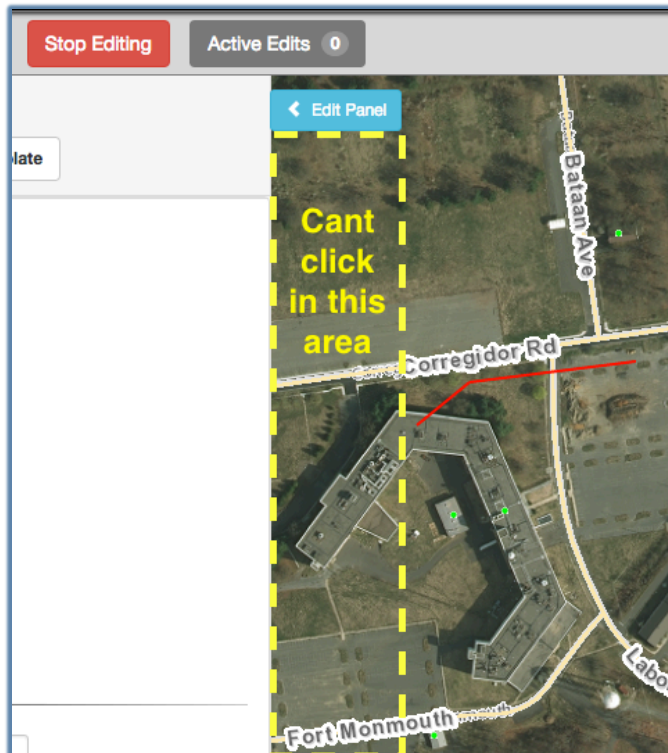 Stop Editing
Active Edits 0
Edit Panel
late
Cant
click
in this
area
Bataan Ave
Corregidor Rd
Fort Monmouth
Labo